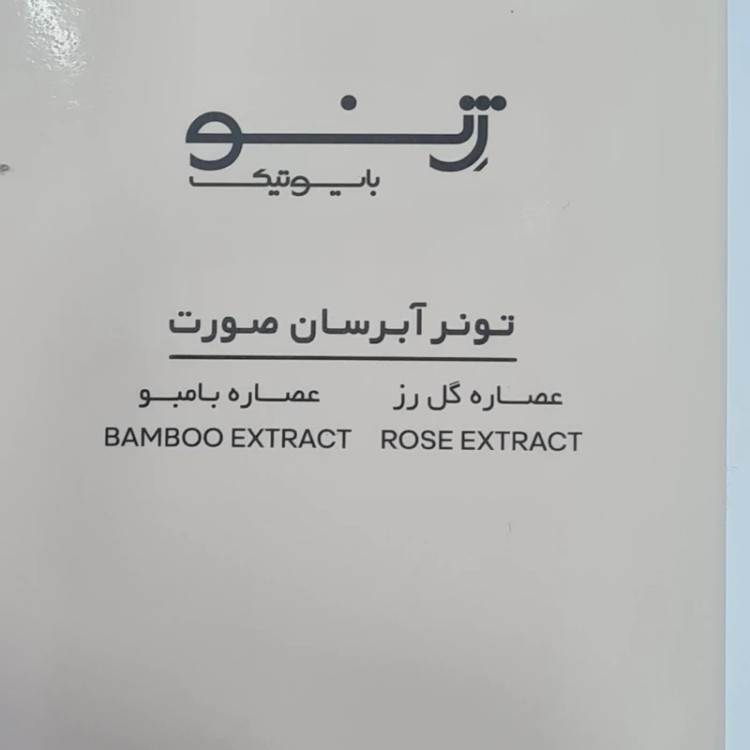 ژنو
بایوتیک
تونر آبرسان صورت
عصاره گل رز عصاره بامبو
BAMBOO EXTRACT ROSE EXTRACT